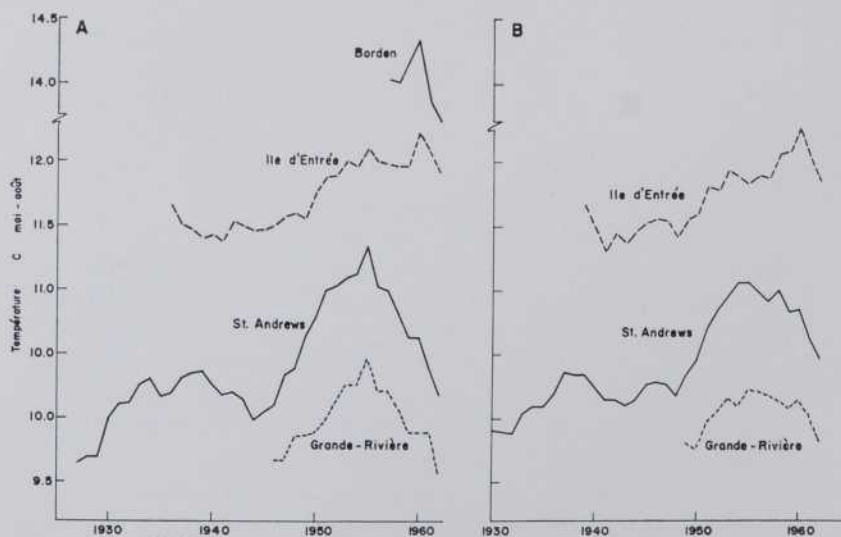 A
B
14.5
14.0
12.0
11.5
11.0
10.0
10.0
9.5
Température C mai - août
Borden
Ile d'Entrée
St. Andrews
Grande - Rivière
Ile d'Entrée
St. Andrews
Grande - Rivière
1930 1940 1950 1960
1930 1940 1950 1960